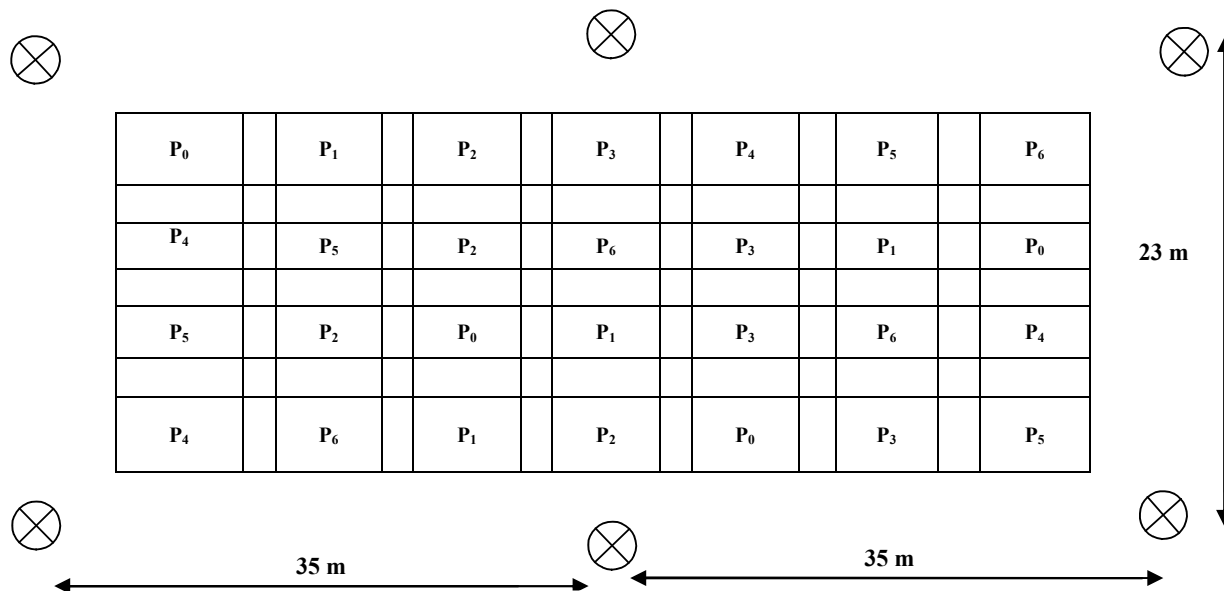 P₀ P₁ P₂ P₃ P₄ P₅ P₆
P₄ P₅ P₂ P₆ P₃ P₁ P₀
23 m
P₅ P₂ P₀ P₁ P₃ P₆ P₄
P₄ P₆ P₁ P₂ P₀ P₃ P₅
35 m 35 m